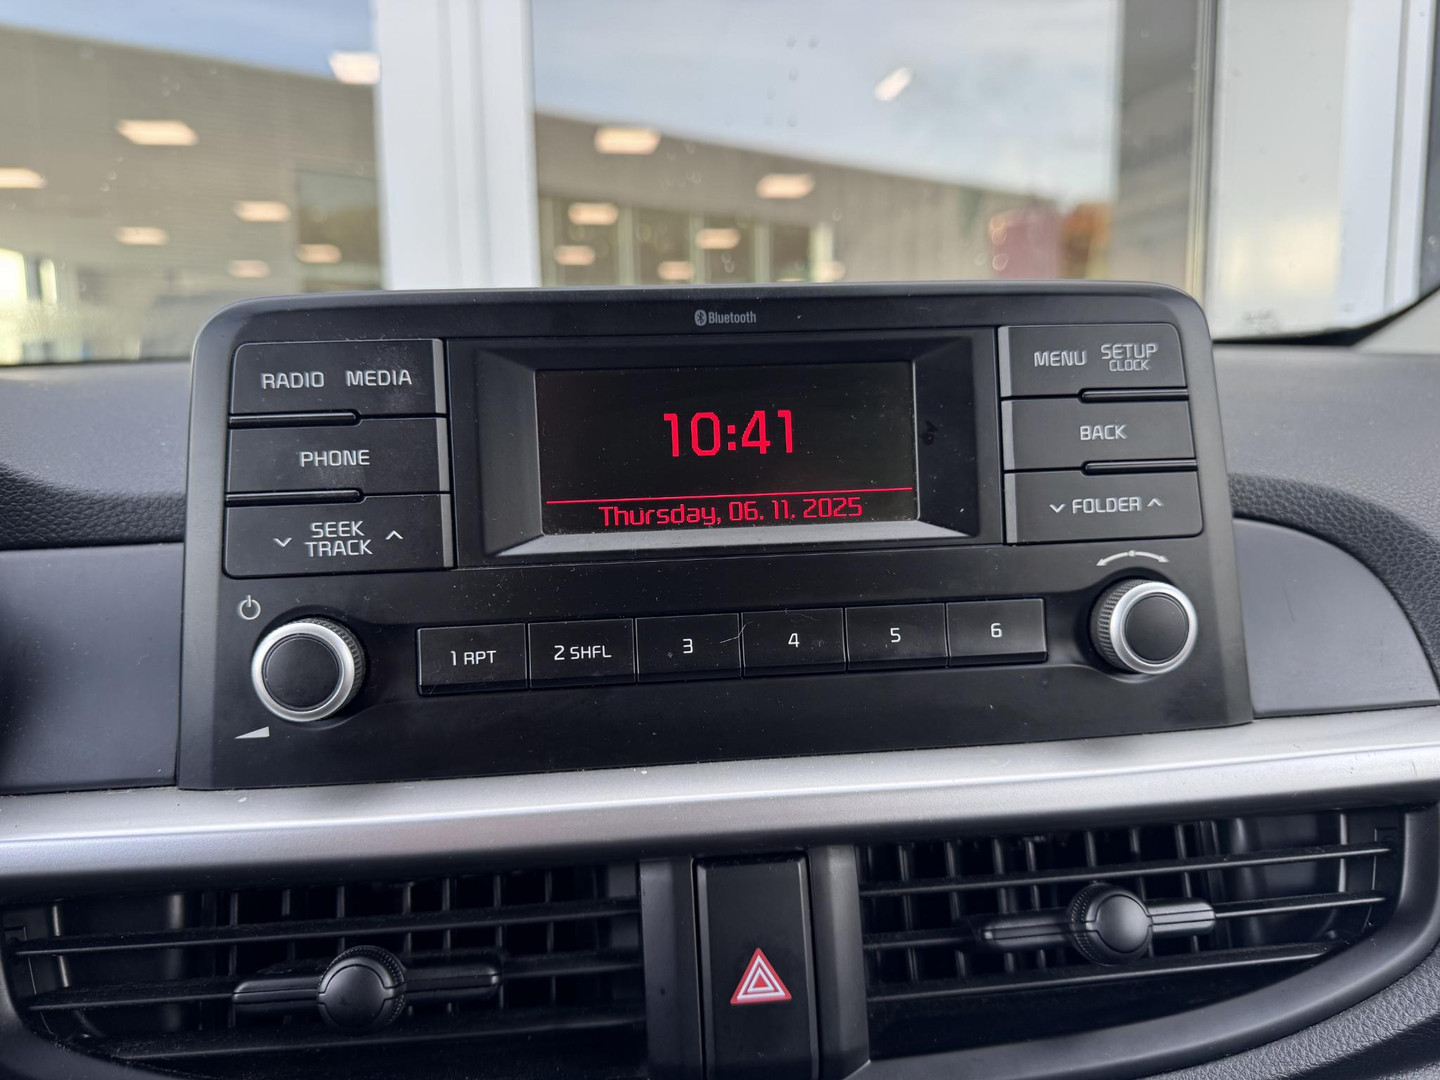 Bluetooth
RADIO MEDIA
MENU SETUP
CLOCK
10:41
PHONE
BACK
Thursday, 06. 11. 2025
SEEK
TRACK
FOLDER
1 RPT
2 SHFL
3
4
5
6